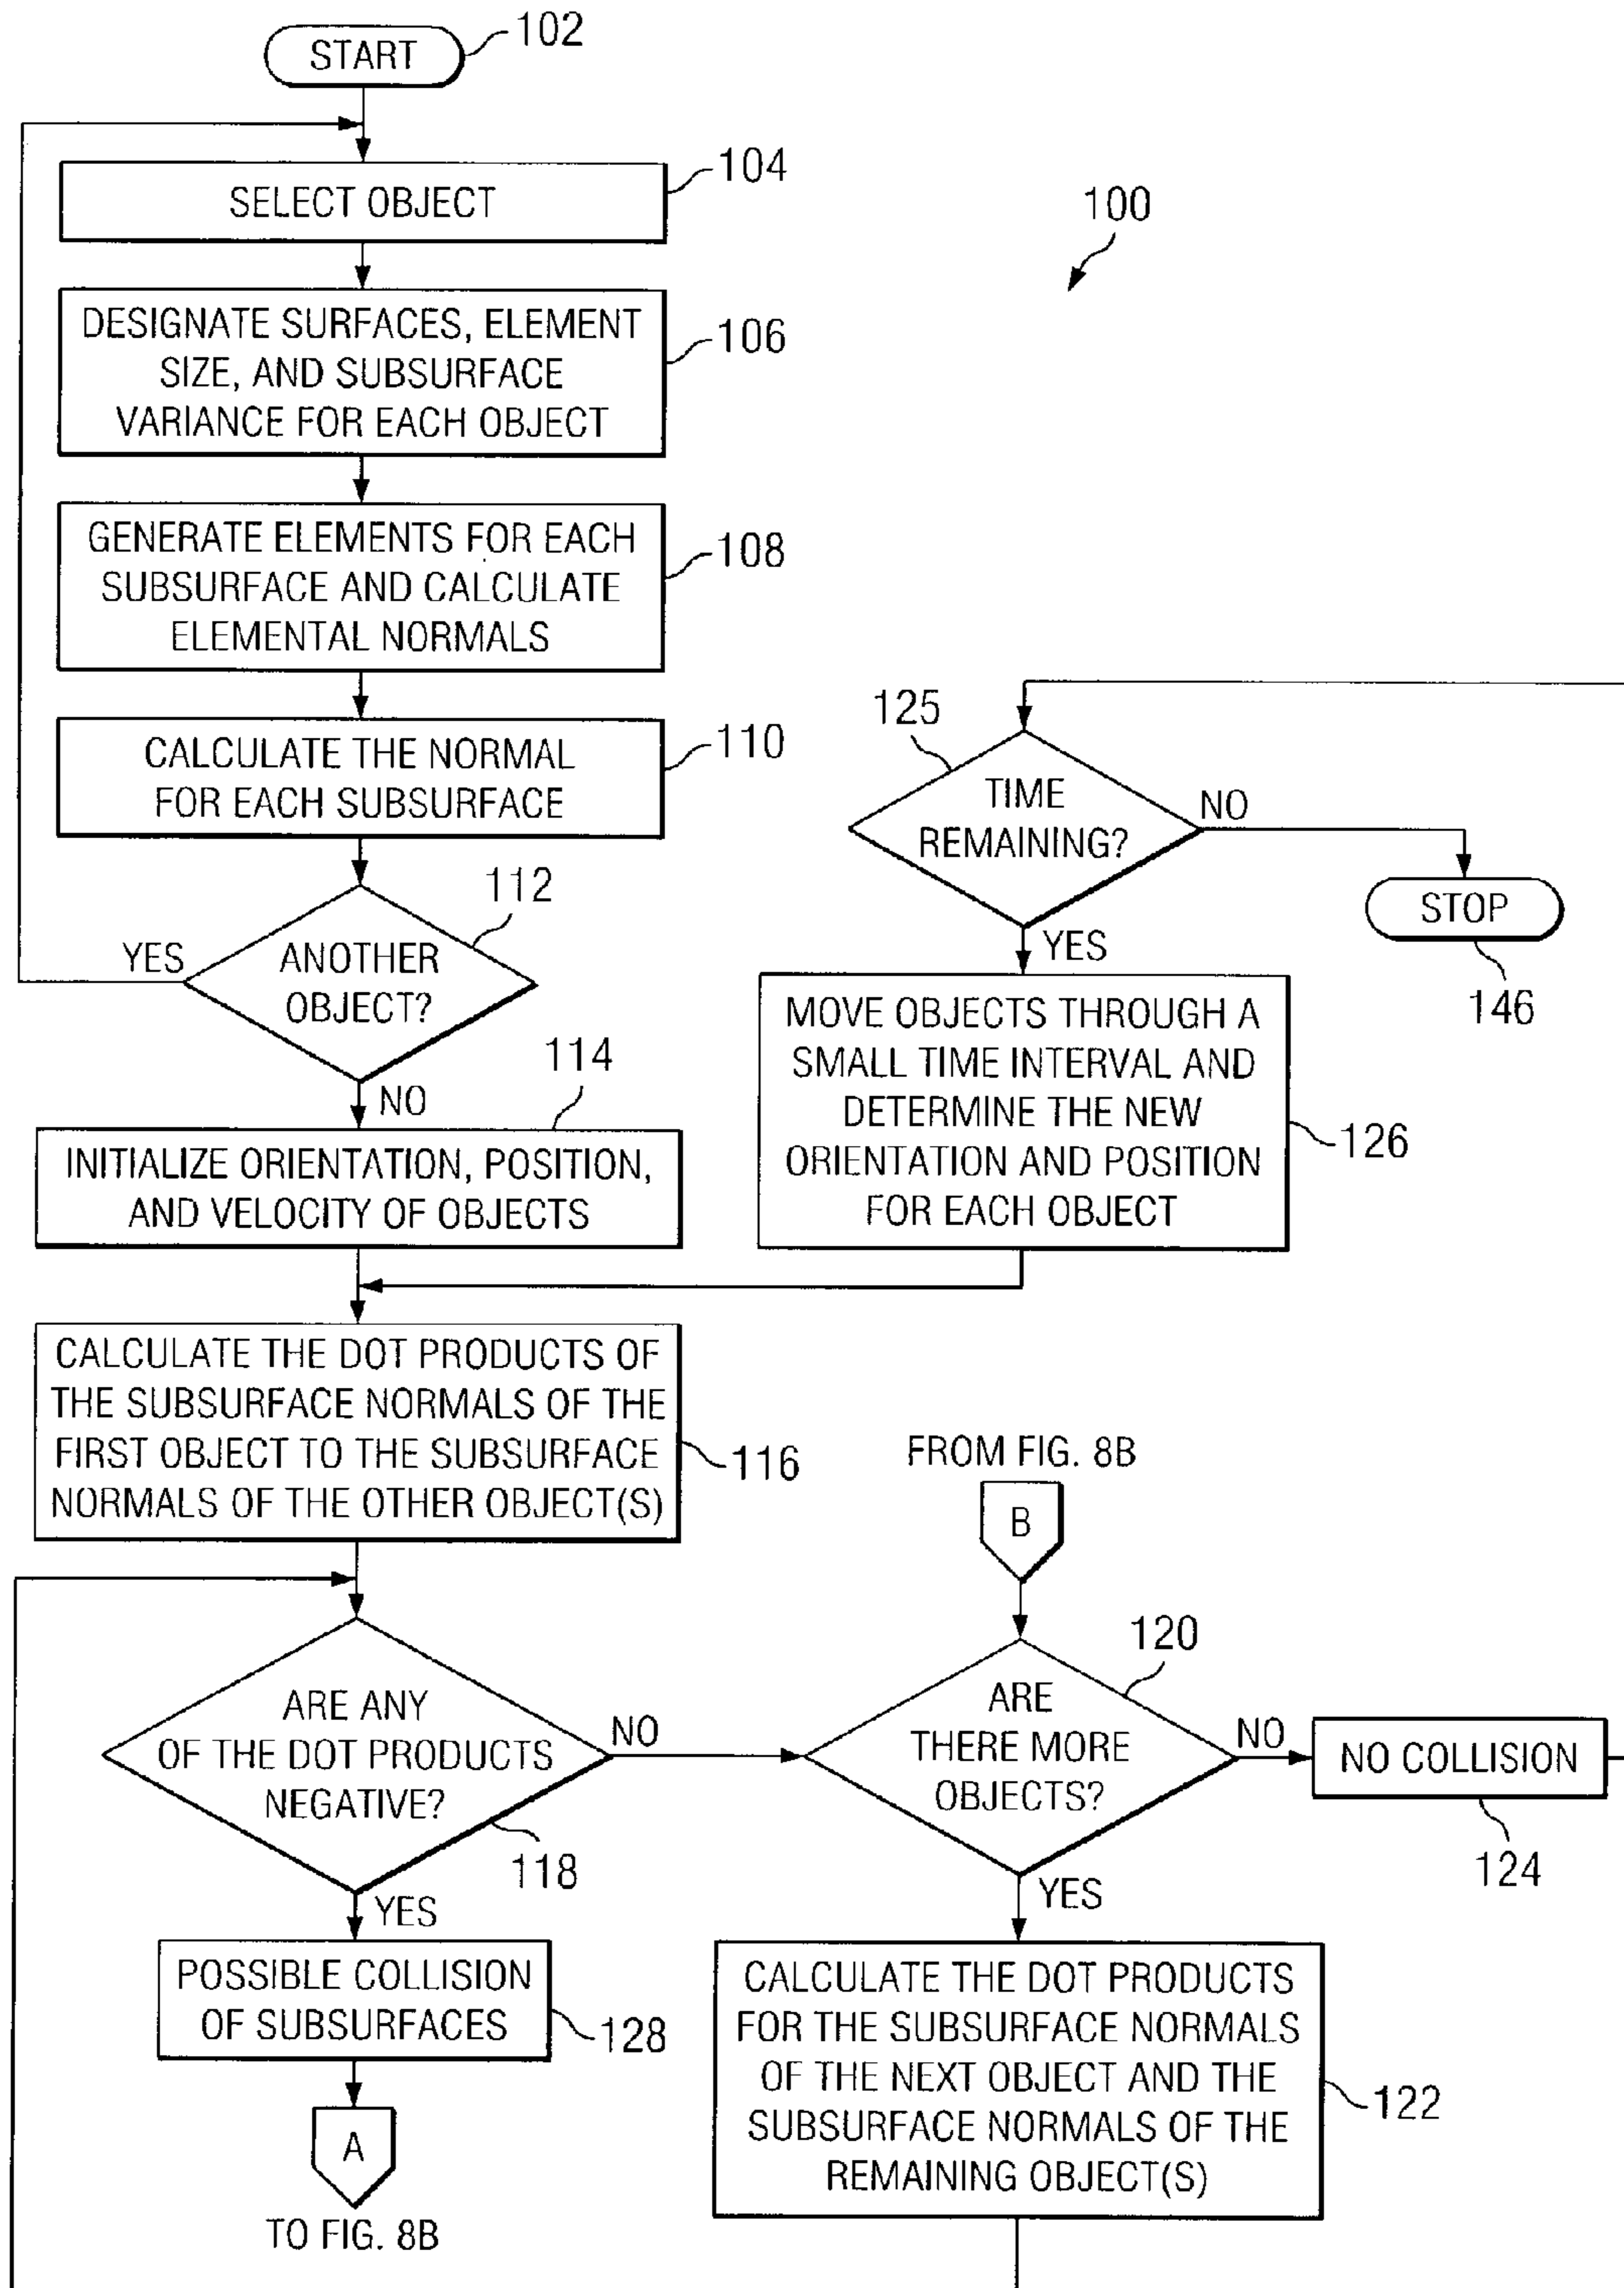 START
102
SELECT OBJECT
104
100
DESIGNATE SURFACES, ELEMENT
SIZE, AND SUBSURFACE
VARIANCE FOR EACH OBJECT
106
GENERATE ELEMENTS FOR EACH
SUBSURFACE AND CALCULATE
ELEMENTAL NORMALS
108
CALCULATE THE NORMAL
FOR EACH SUBSURFACE
110
112
ANOTHER
OBJECT?
YES
NO
114
INITIALIZE ORIENTATION, POSITION,
AND VELOCITY OF OBJECTS
125
TIME
REMAINING?
NO
STOP
146
YES
MOVE OBJECTS THROUGH A
SMALL TIME INTERVAL AND
DETERMINE THE NEW
ORIENTATION AND POSITION
FOR EACH OBJECT
126
CALCULATE THE DOT PRODUCTS OF
THE SUBSURFACE NORMALS OF THE
FIRST OBJECT TO THE SUBSURFACE
NORMALS OF THE OTHER OBJECT(S)
116
FROM FIG. 8B
B
ARE ANY
OF THE DOT PRODUCTS
NEGATIVE?
118
NO
120
ARE
THERE MORE
OBJECTS?
NO
NO COLLISION
124
YES
POSSIBLE COLLISION
OF SUBSURFACES
128
A
TO FIG. 8B
YES
CALCULATE THE DOT PRODUCTS
FOR THE SUBSURFACE NORMALS
OF THE NEXT OBJECT AND THE
SUBSURFACE NORMALS OF THE
REMAINING OBJECT(S)
122